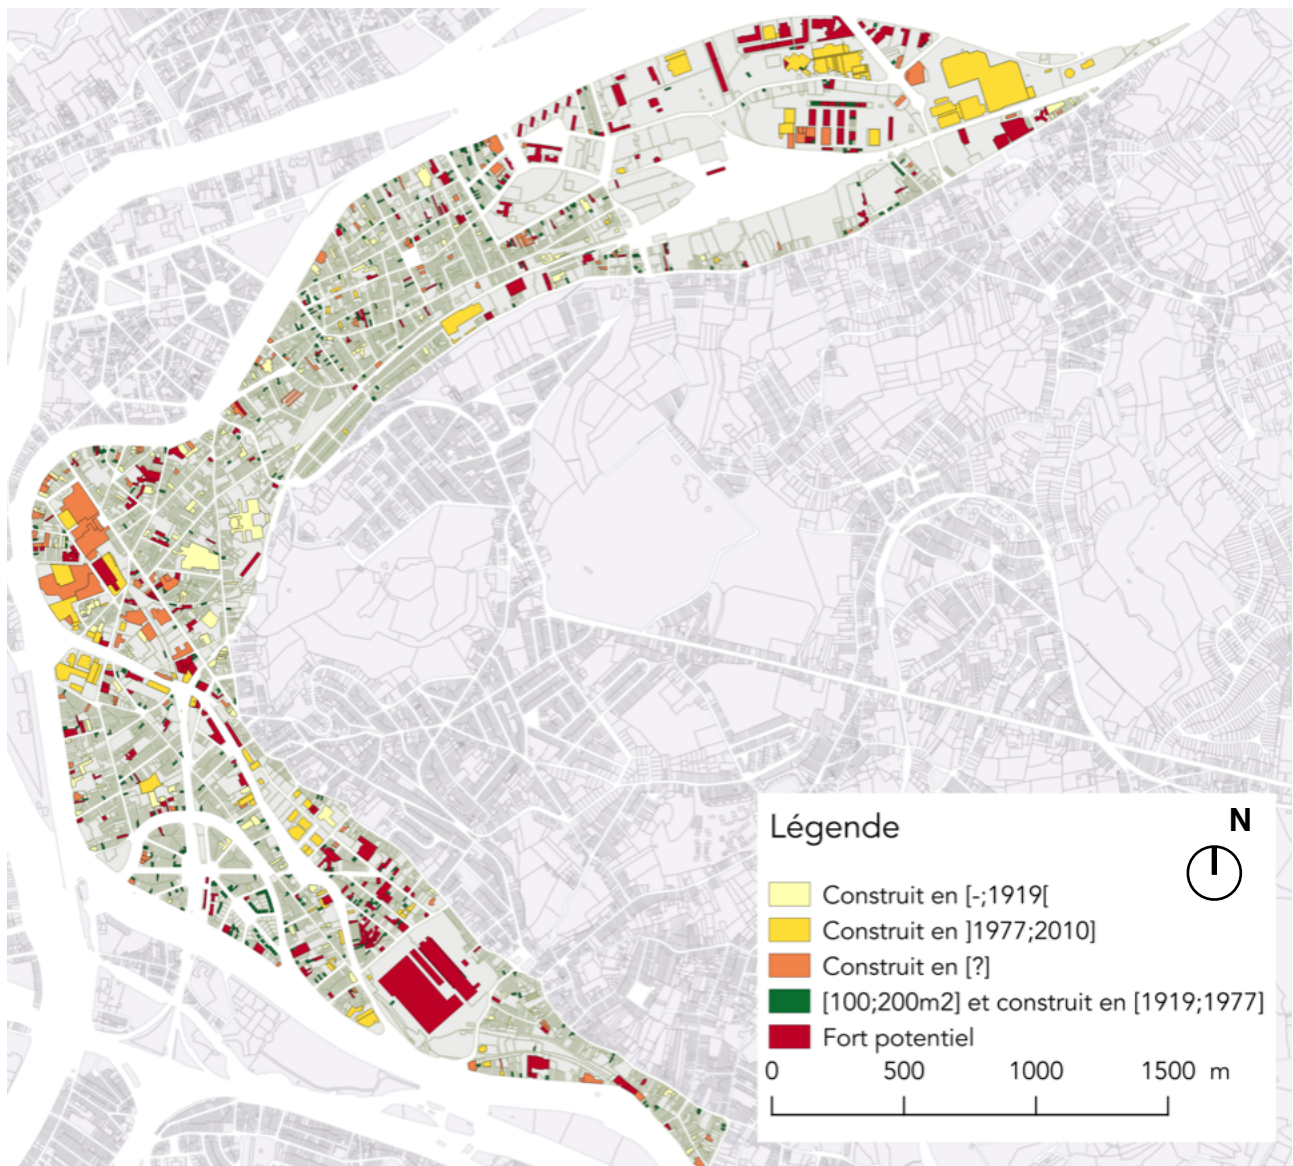 Légende
N
Construit en [-;1919[
Construit en ]1977;2010]
Construit en [?]
[100;200m2] et construit en [1919;1977]
Fort potentiel
0 500 1000 1500 m